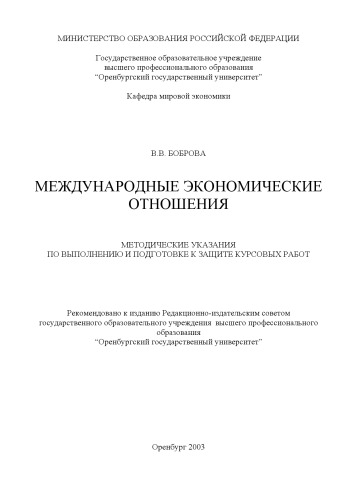 МИНИСТЕРСТВО ОБРАЗОВАНИЯ РОССИЙСКОЙ ФЕДЕРАЦИИ
Государственное образовательное учреждение
высшего профессионального образования
“Оренбургский государственный университет”
Кафедра мировой экономики
В.В. БОБРОВА
МЕЖДУНАРОДНЫЕ ЭКОНОМИЧЕСКИЕ
ОТНОШЕНИЯ
МЕТОДИЧЕСКИЕ УКАЗАНИЯ
ПО ВЫПОЛНЕНИЮ И ПОДГОТОВКЕ К ЗАЩИТЕ КУРСОВЫХ РАБОТ
Рекомендовано к изданию Редакционно-издательским советом
государственного образовательного учреждения высшего профессионального
образования
“Оренбургский государственный университет”
Оренбург 2003